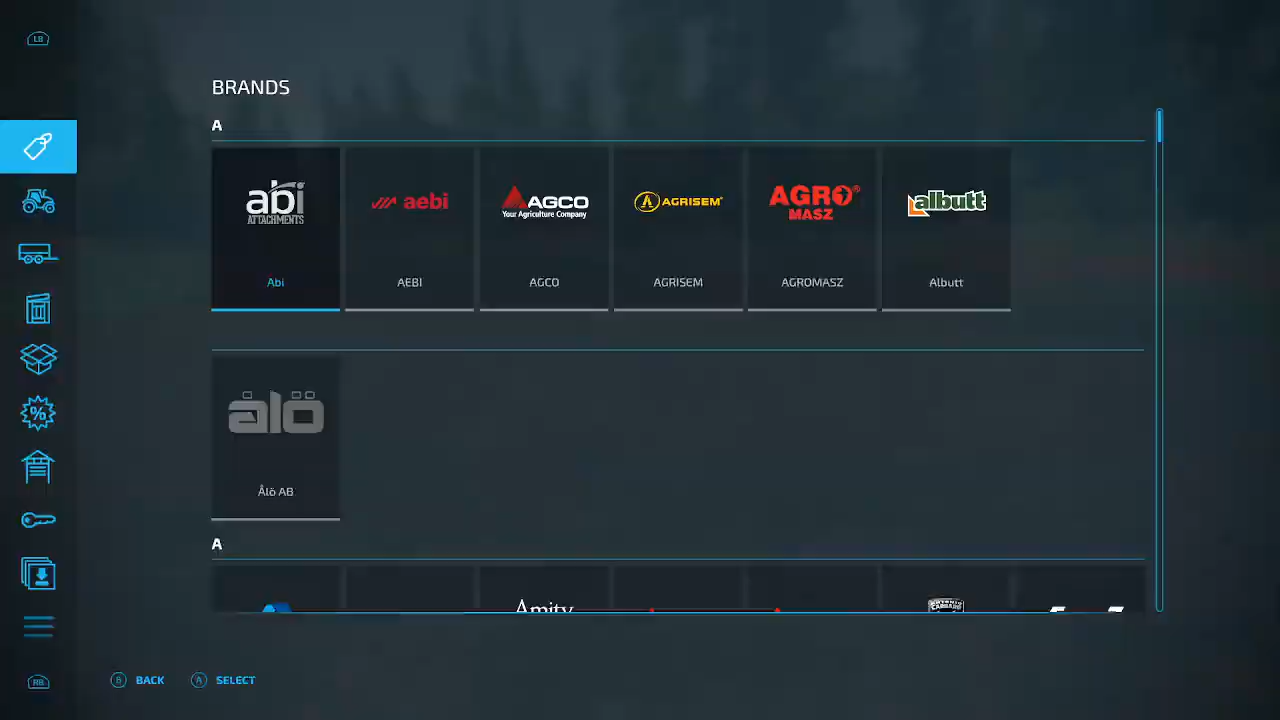 LB
BRANDS
A
abi
ATTACHMENTS
aebi
AGCO
Your Agriculture Company
AGRISEM
AGRO
MASZ
albutt
Abi
AEBI
AGCO
AGRISEM
AGROMASZ
Albutt
ålö
Ålö AB
A
Amity
%
RB
B BACK
A SELECT